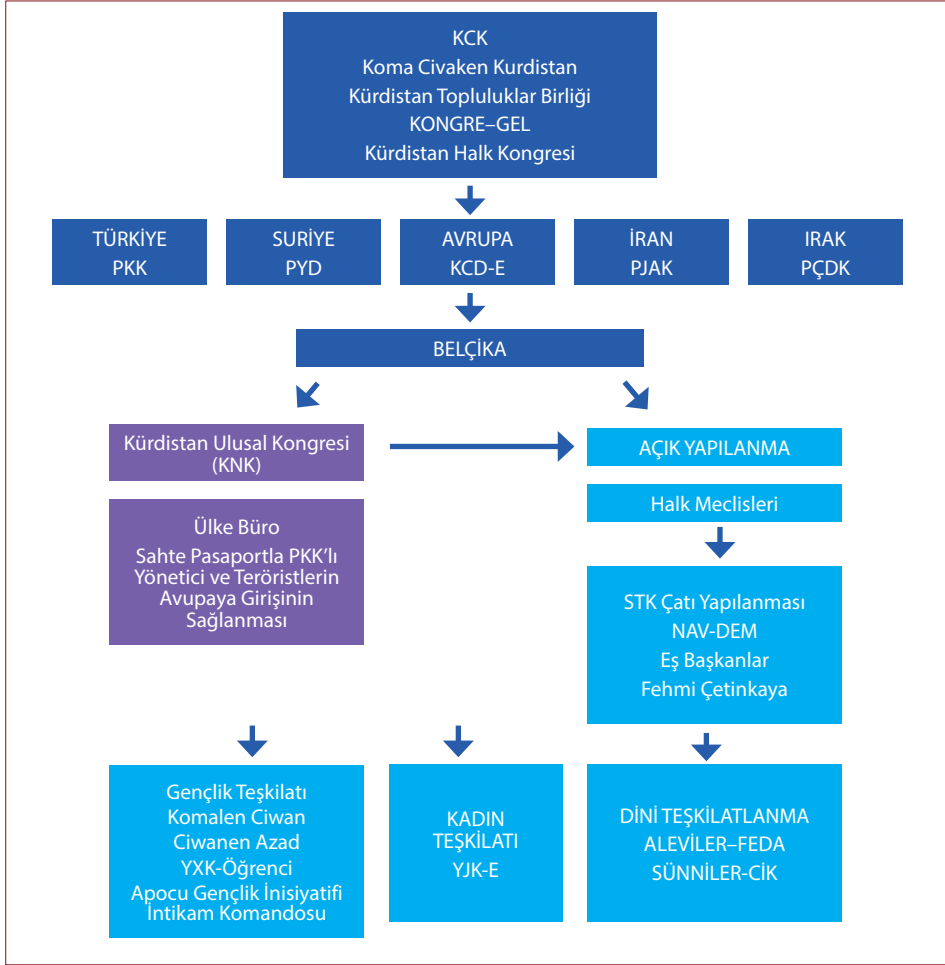 KCK
Koma Civaken Kurdistan
Kürdistan Topluluklar Birliği
KONGRE–GEL
Kürdistan Halk Kongresi
TÜRKİYE
PKK
SURİYE
PYD
AVRUPA
KCD-E
İRAN
PJAK
IRAK
PÇDK
BELÇİKA
Kürdistan Ulusal Kongresi
(KNK)
AÇIK YAPILANMA
Ülke Büro
Sahte Pasaportla PKK’lı
Yönetici ve Teröristlerin
Avupaya Girişinin
Sağlanması
Halk Meclisleri
STK Çatı Yapılanması
NAV-DEM
Eş Başkanlar
Fehmi Çetinkaya
Gençlik Teşkilatı
Komalen Ciwan
Ciwanen Azad
YXK-Öğrenci
Apocu Gençlik İnisiyatifi
İntikam Komandosu
KADIN
TEŞKİLATI
YJK-E
DİNİ TEŞKİLATLANMA
ALEVİLER–FEDA
SÜNNİLER-CİK